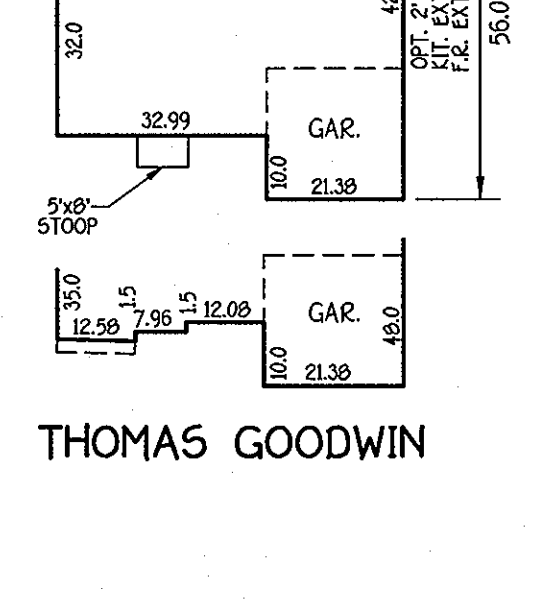 32.0
42
OPT. 2'
KIT. EXT
F.R. EXT
56.0
32.99
GAR.
10.0
21.38
5'x8'
STOOP
35.0
1.5
1.5
12.58
7.96
12.08
GAR.
48.0
10.0
21.38
THOMAS GOODWIN